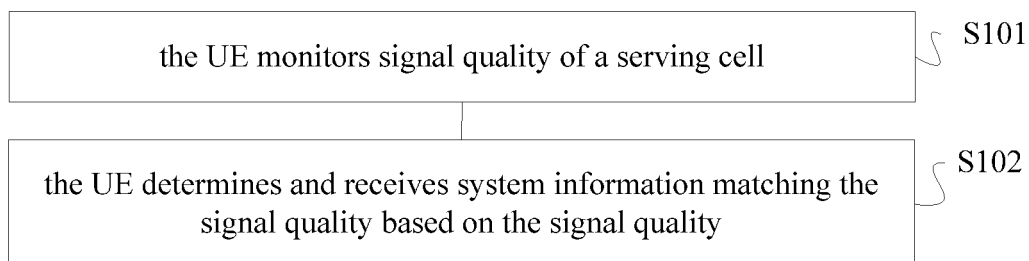 the UE monitors signal quality of a serving cell
S101
the UE determines and receives system information matching the
signal quality based on the signal quality
S102